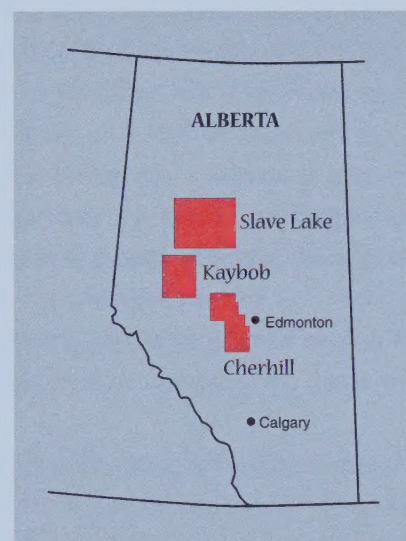 ALBERTA
Slave Lake
Kaybob
Edmonton
Cherhill
Calgary